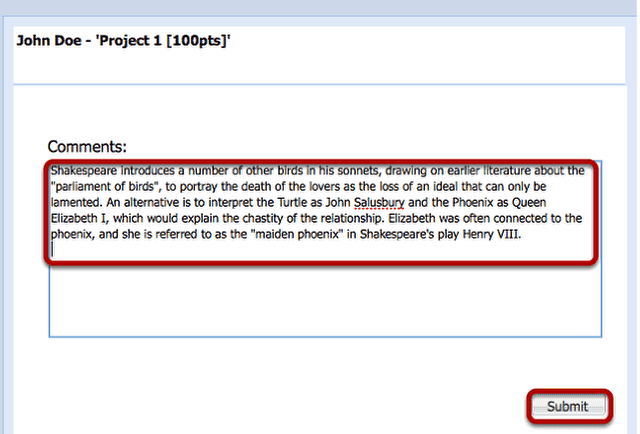 John Doe - 'Project 1 [100pts]'
Comments:
Shakespeare introduces a number of other birds in his sonnets, drawing on earlier literature about the
"parliament of birds", to portray the death of the lovers as the loss of an ideal that can only be
lamented. An alternative is to interpret the Turtle as John Salusbury and the Phoenix as Queen
Elizabeth I, which would explain the chastity of the relationship. Elizabeth was often connected to the
phoenix, and she is referred to as the "maiden phoenix" in Shakespeare's play Henry VIII.
Submit